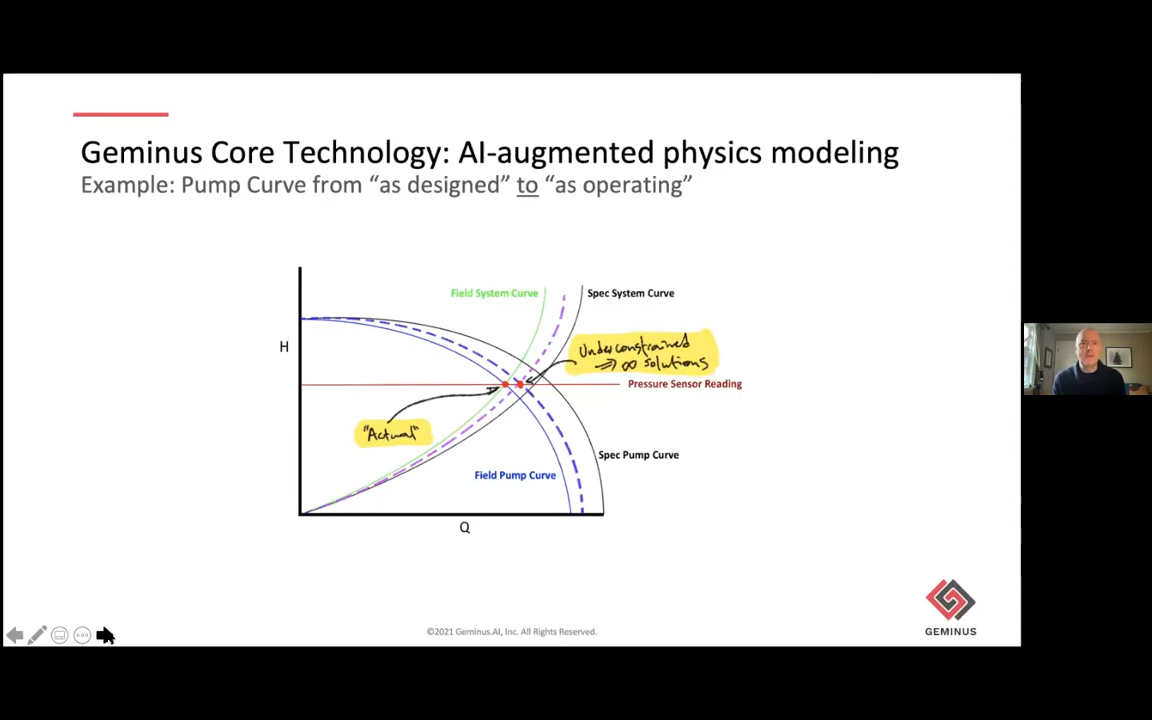 Geminus Core Technology: AI-augmented physics modeling
Example: Pump Curve from “as designed” to “as operating”
Field System Curve
Spec System Curve
H
Underconstrained
⇒ ∞ solutions
Pressure Sensor Reading
"Actual"
Spec Pump Curve
Field Pump Curve
Q
©2021 Geminus.AI, Inc. All Rights Reserved.
GEMINUS